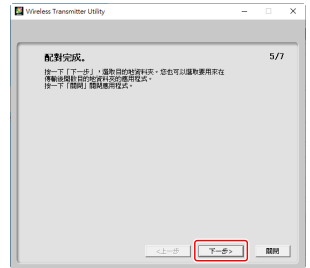 Wireless Transmitter Utility
配對完成。 5/7
按一下「下一步」，選取目的地資料夾。您也可以選取要用來在
傳輸後開啟目的地資料夾的應用程式。
按一下「關閉」關閉應用程式。
<上一步 下一步> 關閉